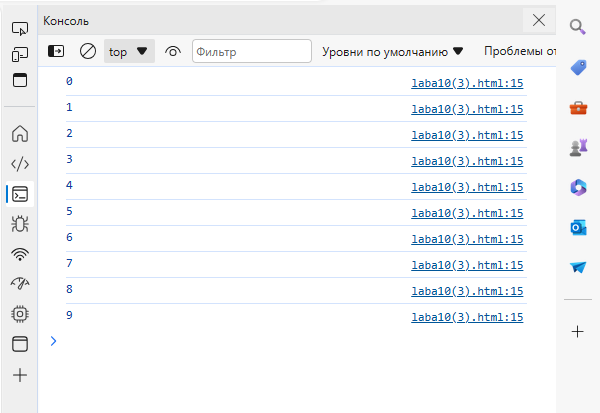 Консоль
top Фильтр Уровни по умолчанию Проблемы от
0 laba10(3).html:15
1 laba10(3).html:15
2 laba10(3).html:15
3 laba10(3).html:15
4 laba10(3).html:15
5 laba10(3).html:15
6 laba10(3).html:15
7 laba10(3).html:15
8 laba10(3).html:15
9 laba10(3).html:15